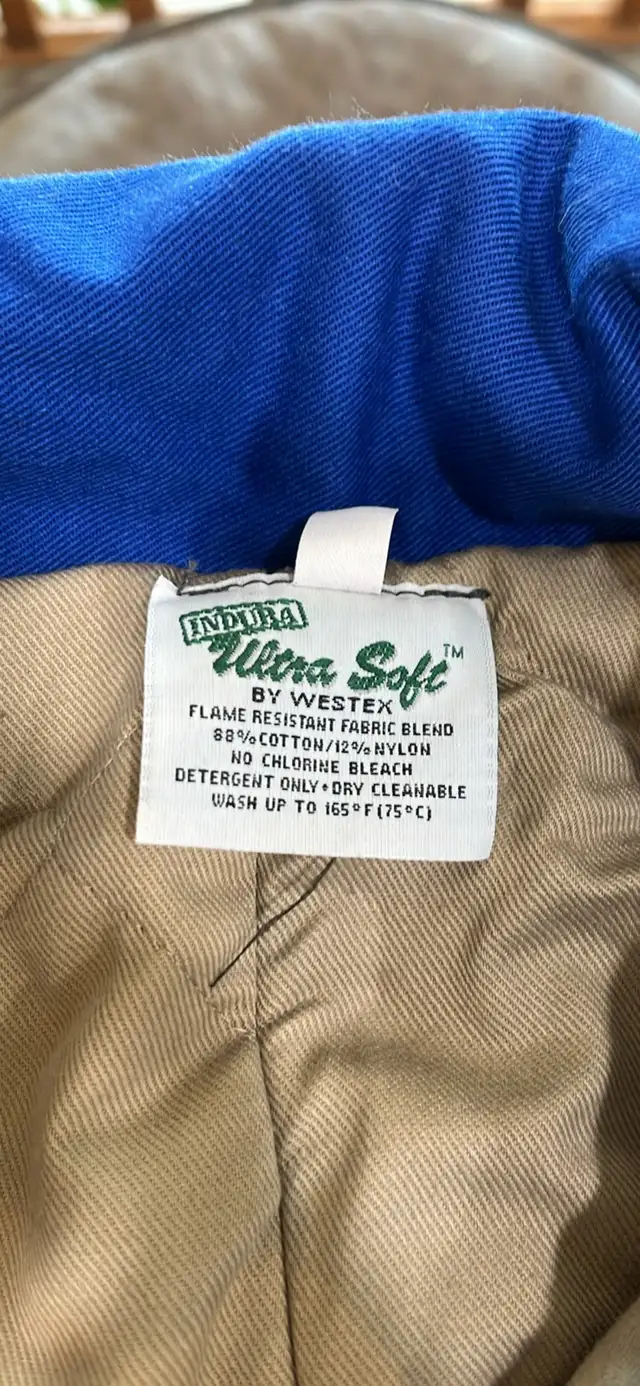 INDURA
Ultra Soft™
BY WESTEX
FLAME RESISTANT FABRIC BLEND
88% COTTON/12% NYLON
NO CHLORINE BLEACH
DETERGENT ONLY•DRY CLEANABLE
WASH UP TO 165°F (75°C)